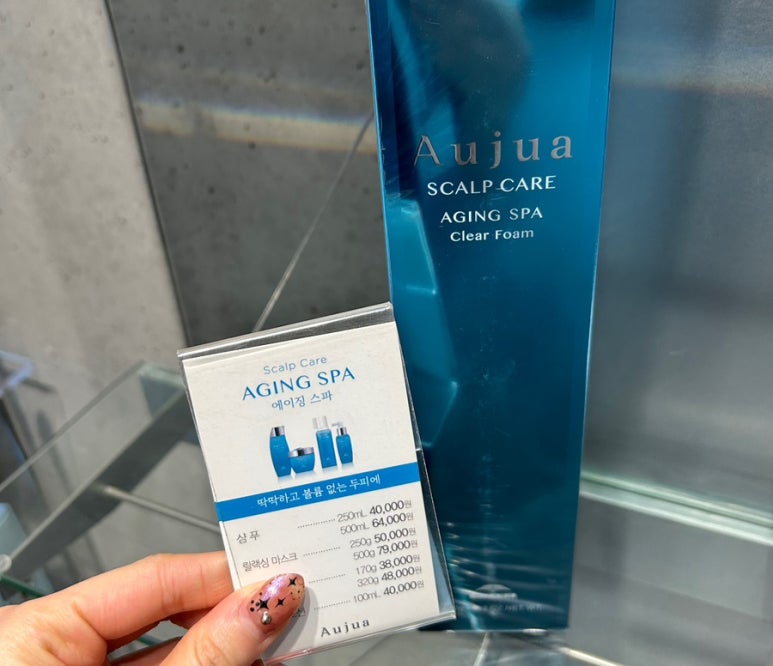 Aujua
SCALP CARE
AGING SPA
Clear Foam
Scalp Care
AGING SPA
에이징 스파
딱딱하고 볼륨 없는 두피에
샴푸 250mL 40,000원
500mL 64,000원
릴랙싱 마스크 250g 50,000원
500g 79,000원
170g 38,000원
320g 48,000원
100mL 40,000원
Aujua